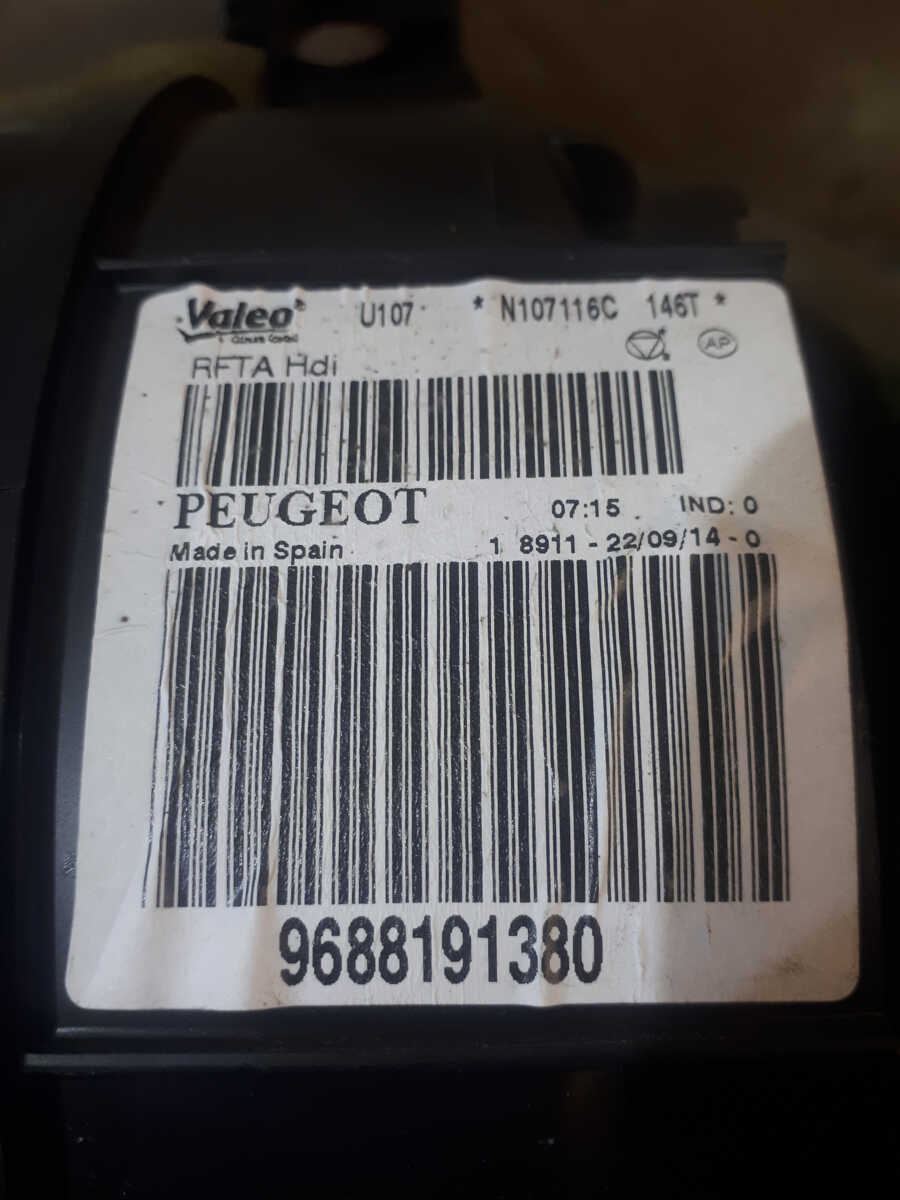 Valeo U107 * N107116C 146T *
AP
RFTA Hdi
PEUGEOT 07:15 IND: 0
Made in Spain 1 8911 - 22/09/14 - 0
9688191380